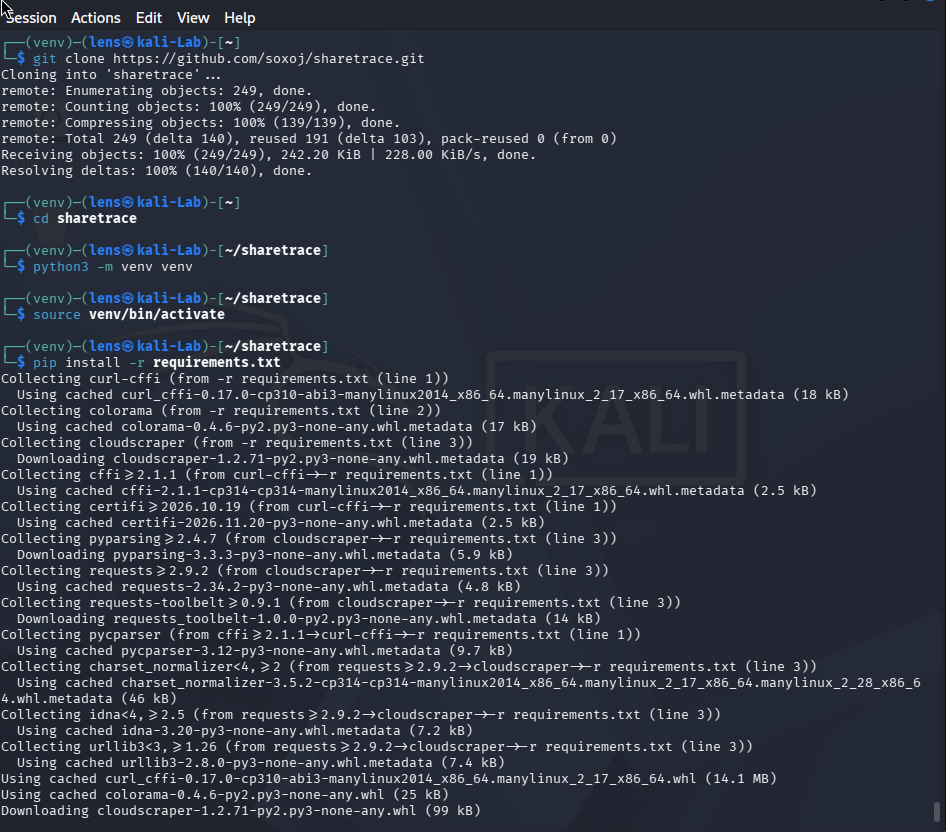 Session Actions Edit View Help
┌──(venv)─(lens㉿kali-Lab)-[~]
└─$ git clone https://github.com/soxoj/sharetrace.git
Cloning into 'sharetrace'...
remote: Enumerating objects: 249, done.
remote: Counting objects: 100% (249/249), done.
remote: Compressing objects: 100% (139/139), done.
remote: Total 249 (delta 140), reused 191 (delta 103), pack-reused 0 (from 0)
Receiving objects: 100% (249/249), 242.20 KiB | 228.00 KiB/s, done.
Resolving deltas: 100% (140/140), done.
┌──(venv)─(lens㉿kali-Lab)-[~]
└─$ cd sharetrace
┌──(venv)─(lens㉿kali-Lab)-[~/sharetrace]
└─$ python3 -m venv venv
┌──(venv)─(lens㉿kali-Lab)-[~/sharetrace]
└─$ source venv/bin/activate
┌──(venv)─(lens㉿kali-Lab)-[~/sharetrace]
└─$ pip install -r requirements.txt
Collecting curl-cffi (from -r requirements.txt (line 1))
  Using cached curl_cffi-0.17.0-cp310-abi3-manylinux2014_x86_64.manylinux_2_17_x86_64.whl.metadata (18 kB)
Collecting colorama (from -r requirements.txt (line 2))
  Using cached colorama-0.4.6-py2.py3-none-any.whl.metadata (17 kB)
Collecting cloudscraper (from -r requirements.txt (line 3))
  Downloading cloudscraper-1.2.71-py2.py3-none-any.whl.metadata (19 kB)
Collecting cffi>=2.1.1 (from curl-cffi->-r requirements.txt (line 1))
  Using cached cffi-2.1.1-cp314-cp314-manylinux2014_x86_64.manylinux_2_17_x86_64.whl.metadata (2.5 kB)
Collecting certifi>=2026.10.19 (from curl-cffi->-r requirements.txt (line 1))
  Using cached certifi-2026.11.20-py3-none-any.whl.metadata (2.5 kB)
Collecting pyparsing>=2.4.7 (from cloudscraper->-r requirements.txt (line 3))
  Downloading pyparsing-3.3.3-py3-none-any.whl.metadata (5.9 kB)
Collecting requests>=2.9.2 (from cloudscraper->-r requirements.txt (line 3))
  Using cached requests-2.34.2-py3-none-any.whl.metadata (4.8 kB)
Collecting requests-toolbelt>=0.9.1 (from cloudscraper->-r requirements.txt (line 3))
  Downloading requests_toolbelt-1.0.0-py2.py3-none-any.whl.metadata (14 kB)
Collecting pycparser (from cffi>=2.1.1->curl-cffi->-r requirements.txt (line 1))
  Using cached pycparser-3.12-py3-none-any.whl.metadata (9.7 kB)
Collecting charset_normalizer<4,>=2 (from requests>=2.9.2->cloudscraper->-r requirements.txt (line 3))
  Using cached charset_normalizer-3.5.2-cp314-cp314-manylinux2014_x86_64.manylinux_2_17_x86_64.manylinux_2_28_x86_6
4.whl.metadata (46 kB)
Collecting idna<4,>=2.5 (from requests>=2.9.2->cloudscraper->-r requirements.txt (line 3))
  Using cached idna-3.20-py3-none-any.whl.metadata (7.2 kB)
Collecting urllib3<3,>=1.26 (from requests>=2.9.2->cloudscraper->-r requirements.txt (line 3))
  Using cached urllib3-2.8.0-py3-none-any.whl.metadata (7.4 kB)
Using cached curl_cffi-0.17.0-cp310-abi3-manylinux2014_x86_64.manylinux_2_17_x86_64.whl (14.1 MB)
Using cached colorama-0.4.6-py2.py3-none-any.whl (25 kB)
Downloading cloudscraper-1.2.71-py2.py3-none-any.whl (99 kB)
KALI